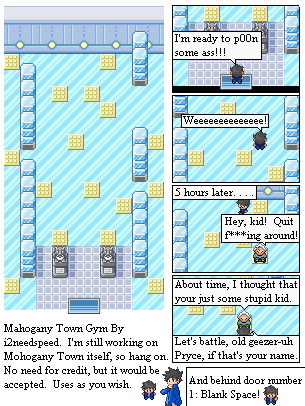 I'm ready to p00n
some ass!!!
Weeeeeeeeeeeee!
5 hours later. . . .
Hey, kid! Quit
f***ing around!
About time, I thought that
your just some stupid kid.
Let's battle, old geezer-uh
Pryce, if that's your name.
And behind door number
1: Blank Space!
Mahogany Town Gym By
i2needspeed. I'm still working on
Mohogany Town itself, so hang on.
No need for credit, but it would be
accepted. Uses as you wish.